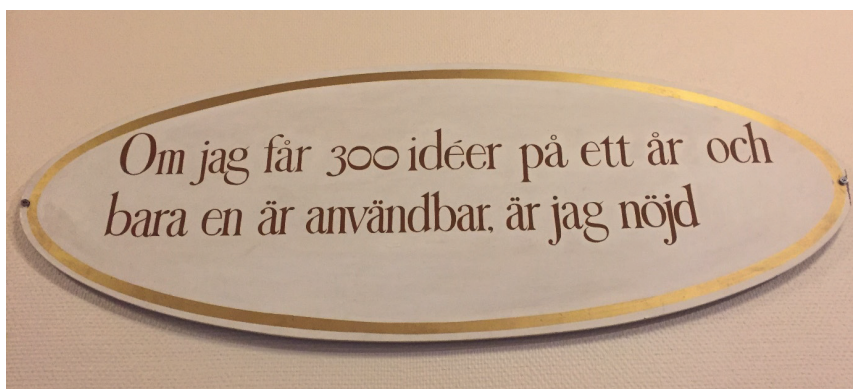 Om jag får 300 idéer på ett år och
bara en är användbar, är jag nöjd